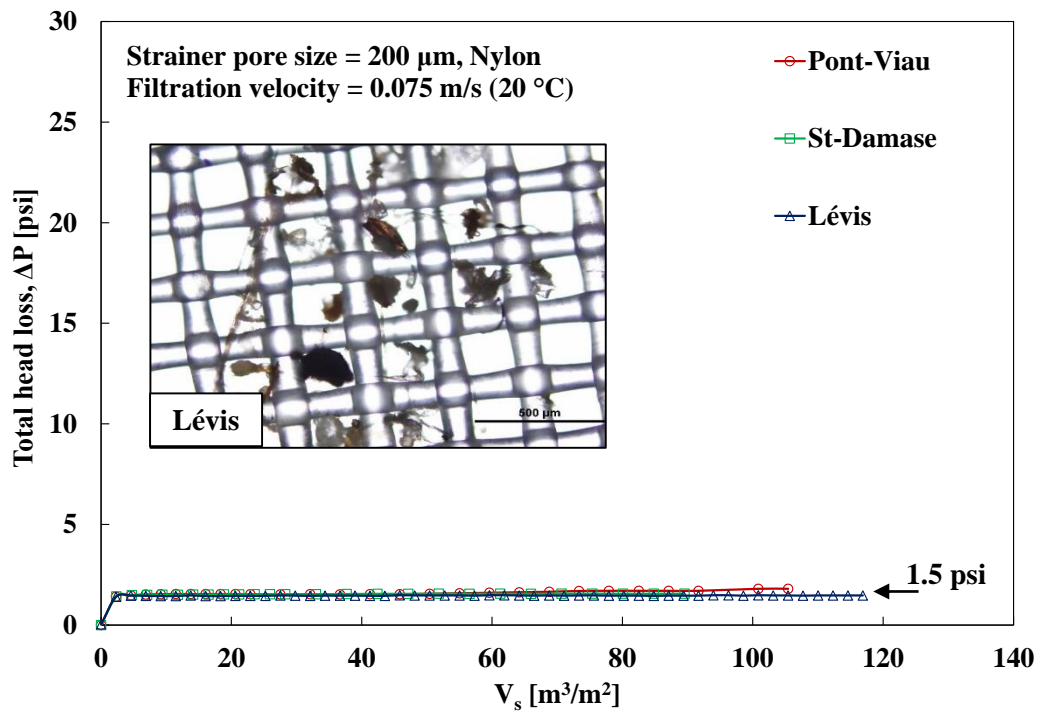 Strainer pore size = 200 µm, Nylon
Filtration velocity = 0.075 m/s (20 °C)
Pont-Viau
St-Damase
Lévis
Lévis
500 µm
1.5 psi
Total head loss, ΔP [psi]
30
25
20
15
10
5
0
0
20
40
60
80
100
120
140
Vₛ [m³/m²]